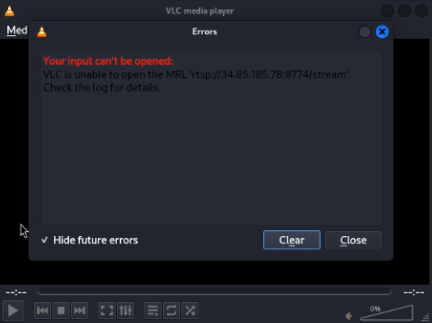 VLC media player
Med
Errors
Your input can't be opened:
VLC is unable to open the MRL 'rtsp://34.85.185.78:8774/stream'.
Check the log for details.
Hide future errors
Clear
Close
--:--
--:--
0%